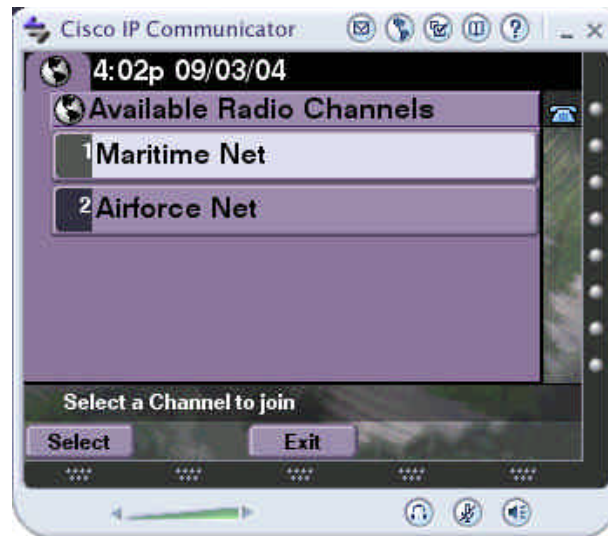 Cisco IP Communicator
4:02p 09/03/04
Available Radio Channels
1 Maritime Net
2 Airforce Net
Select a Channel to join
Select Exit